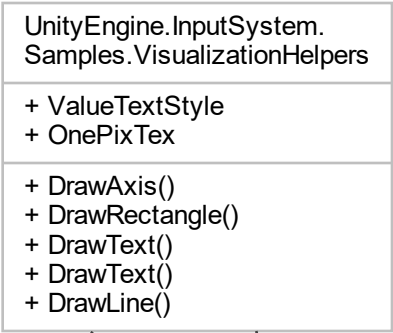 UnityEngine.InputSystem.
Samples.VisualizationHelpers
+ ValueTextStyle
+ OnePixTex
+ DrawAxis()
+ DrawRectangle()
+ DrawText()
+ DrawText()
+ DrawLine()